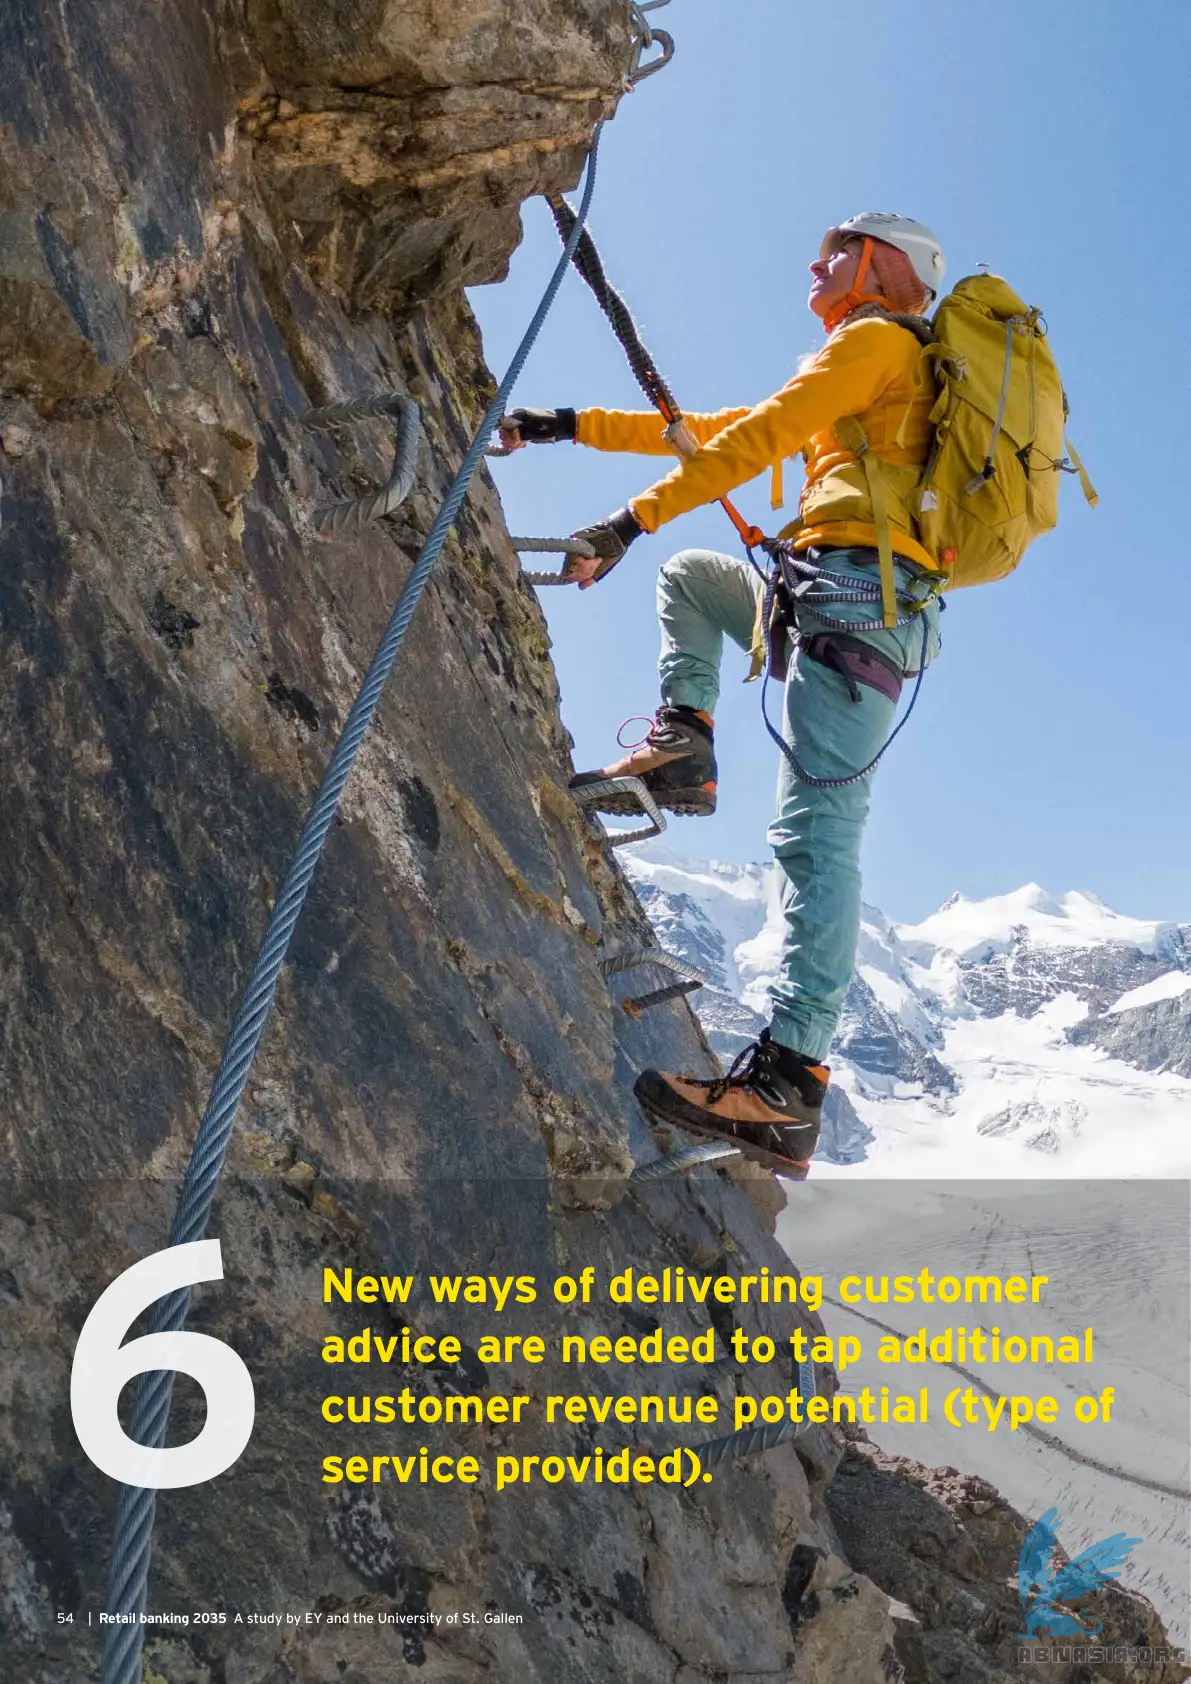 6
New ways of delivering customer
advice are needed to tap additional
customer revenue potential (type of
service provided).
54 | Retail banking 2035 A study by EY and the University of St. Gallen
ABNASIA.ORG